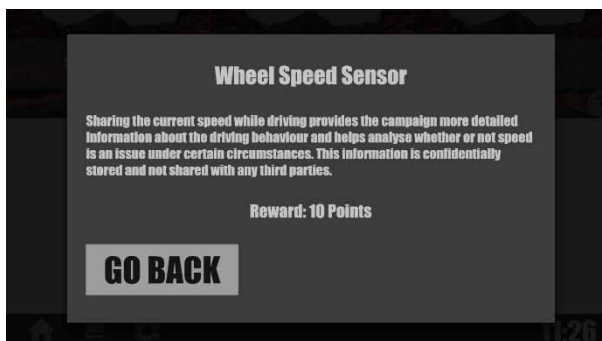 Wheel Speed Sensor
Sharing the current speed while driving provides the campaign more detailed
information about the driving behaviour and helps analyse whether or not speed
is an issue under certain circumstances. This information is confidentially
stored and not shared with any third parties.
Reward: 10 Points
GO BACK
11:26